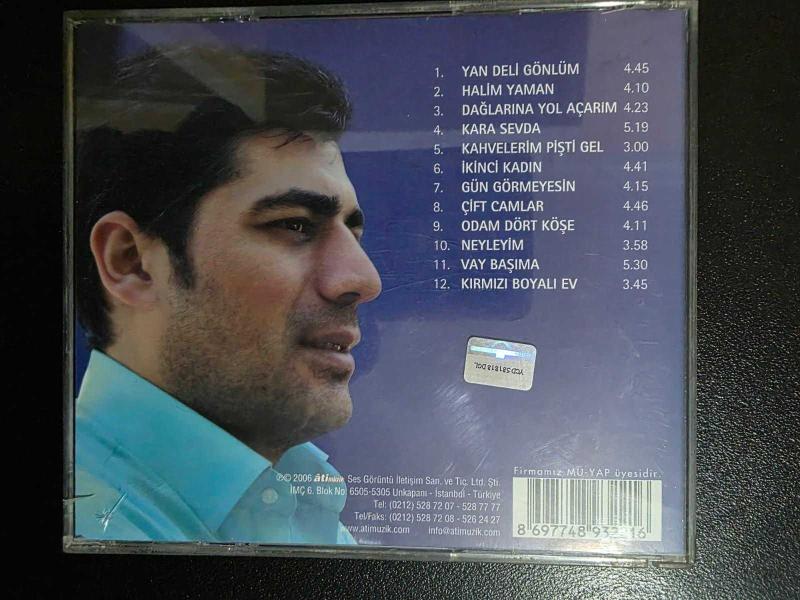 1. YAN DELİ GÖNLÜM 4.45
2. HALİM YAMAN 4.10
3. DAĞLARINA YOL AÇARIM 4.23
4. KARA SEVDA 5.19
5. KAHVELERİM PİŞTİ GEL 3.00
6. İKİNCİ KADIN 4.41
7. GÜN GÖRMEYESİN 4.15
8. ÇİFT CAMLAR 4.46
9. ODAM DÖRT KÖŞE 4.11
10. NEYLEYİM 3.58
11. VAY BAŞIMA 5.30
12. KIRMIZI BOYALI EV 3.45
Firmamız MÜ-YAP üyesidir.
℗© 2006 âtimüzik Ses Görüntü İletişim San. ve Tic. Ltd. Şti.
İMÇ 6. Blok No: 6505-5305 Unkapanı - İstanbul - Türkiye
Tel: (0212) 528 72 07 - 528 77 77
Tel/Faks: (0212) 528 72 08 - 526 24 27
www.atimuzik.com info@atimuzik.com